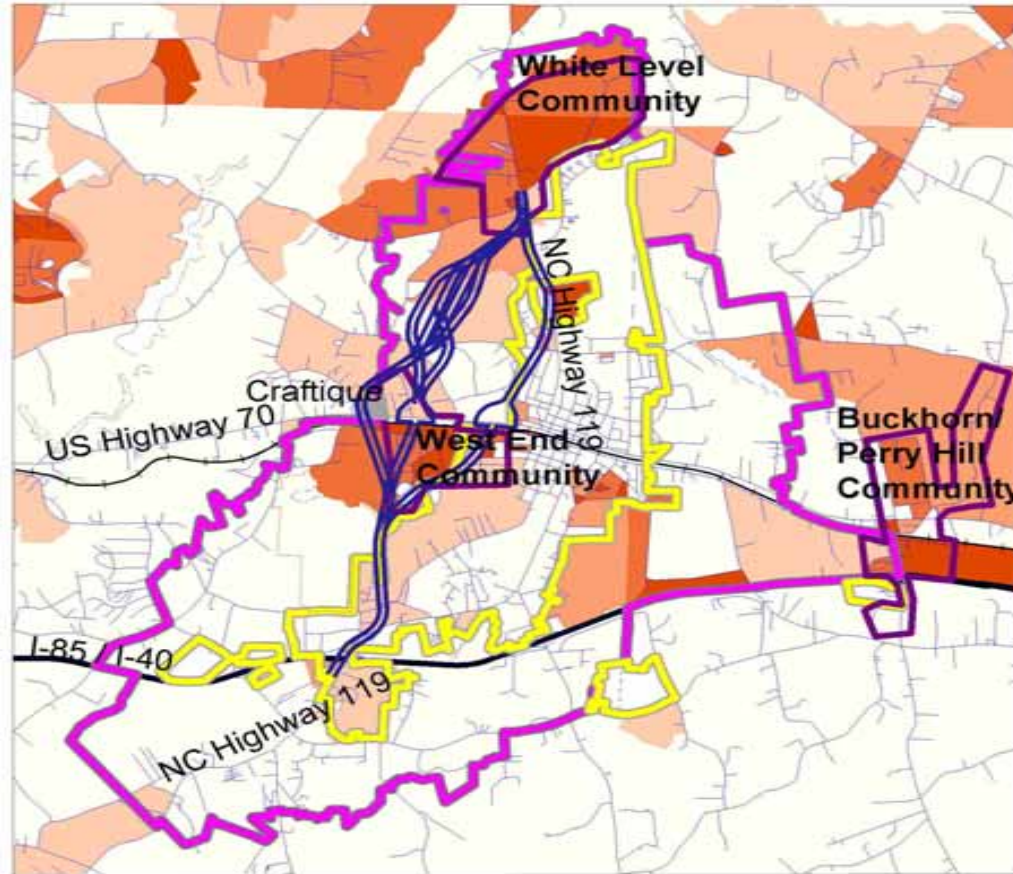 White Level
Community
NC Highway 119
Craftique
US Highway 70
West End
Community
Buckhorn/
Perry Hill
Community
I-85 / I-40
NC Highway 119